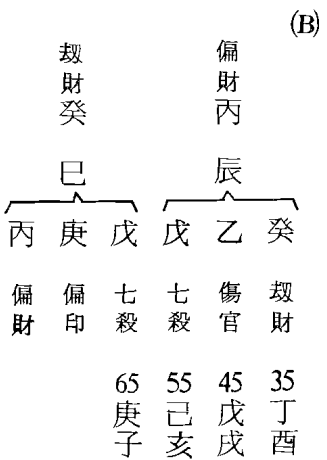 (B)
劫財癸 偏財丙
巳 辰
丙 庚 戊 戊 乙 癸
偏財 偏印 七殺 七殺 傷官 劫財
65 55 45 35
庚子 己亥 戊戌 丁酉